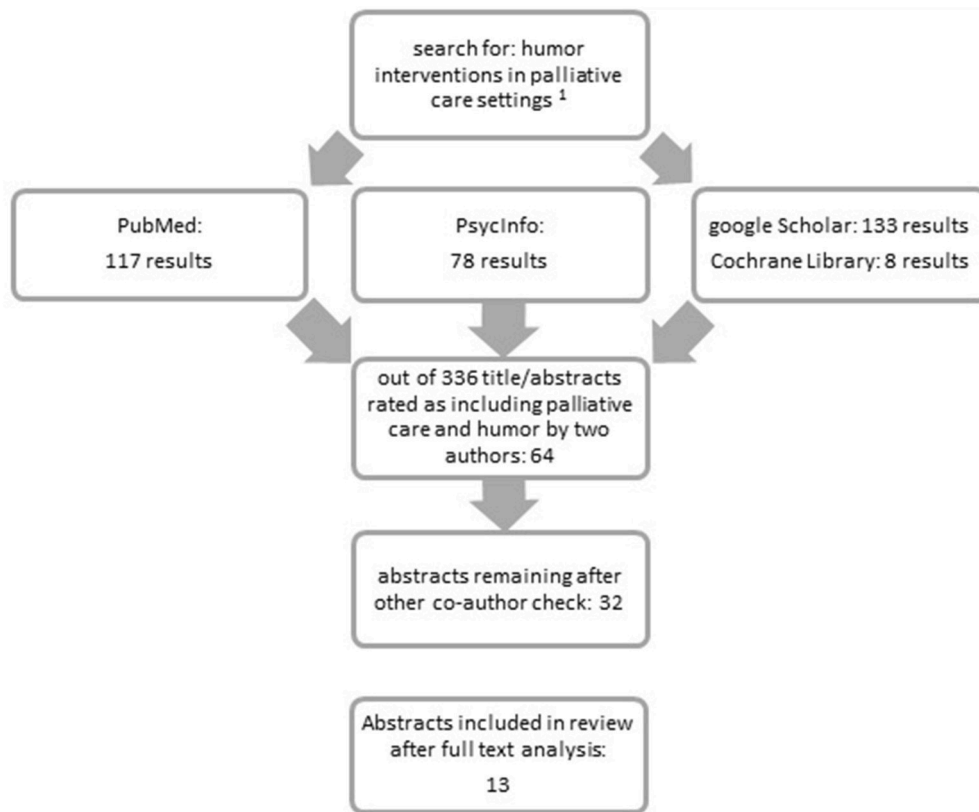 search for: humor
interventions in palliative
care settings 1
PubMed:
117 results
PsycInfo:
78 results
google Scholar: 133 results
Cochrane Library: 8 results
out of 336 title/abstracts
rated as including palliative
care and humor by two
authors: 64
abstracts remaining after
other co-author check: 32
Abstracts included in review
after full text analysis:
13